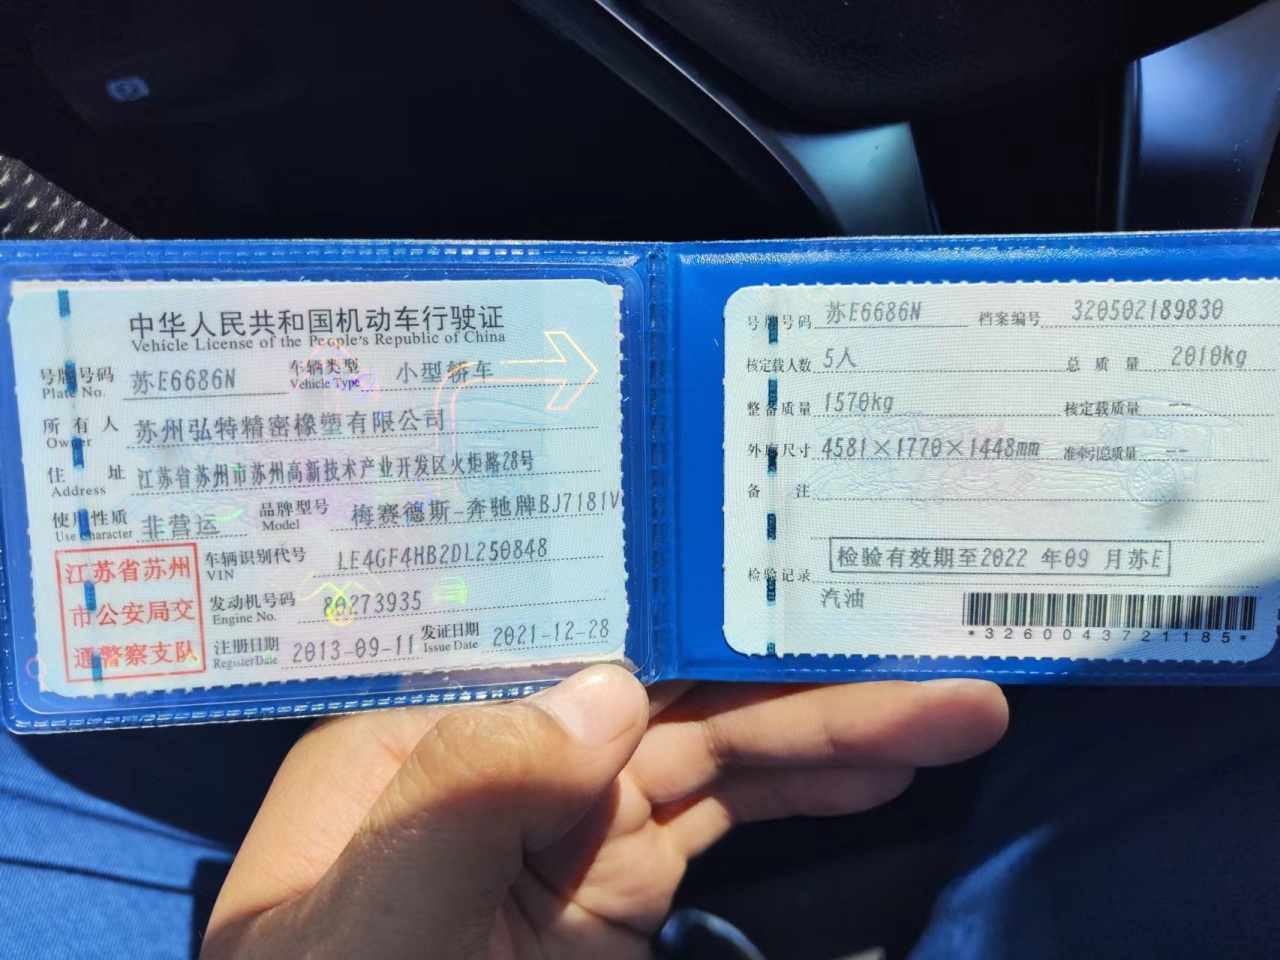 中华人民共和国机动车行驶证
Vehicle License of the People's Republic of China
号牌号码 苏E6686N 车辆类型 小型轿车
Plate No. Vehicle Type
所有人 苏州弘特精密橡塑有限公司
Owner
住址 江苏省苏州市苏州高新技术产业开发区火炬路28号
Address
使用性质 非营运 品牌型号 梅赛德斯-奔驰牌BJ7181V
Use Character Model
江苏省苏州
市公安局交
通警察支队
车辆识别代号 LE4GF4HB2DL250848
VIN
发动机号码 80273935
Engine No.
注册日期 2013-09-11 发证日期 2021-12-28
Register Date Issue Date
号牌号码 苏E6686N 档案编号 320502189830
核定载人数 5人 总质量 2010kg
整备质量 1570kg 核定载质量 --
外廓尺寸 4581×1770×1448mm 准牵引总质量 --
备注
检验有效期至2022 年09 月苏E
检验记录
汽油
*3260043721185*